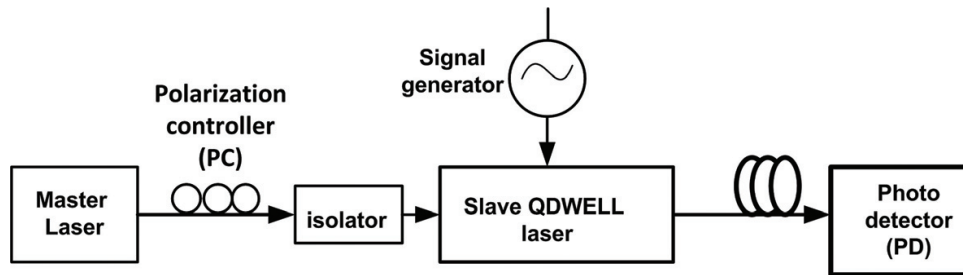 Signal
generator
Polarization
controller
(PC)
Master
Laser
isolator
Slave QDWELL
laser
Photo
detector
(PD)